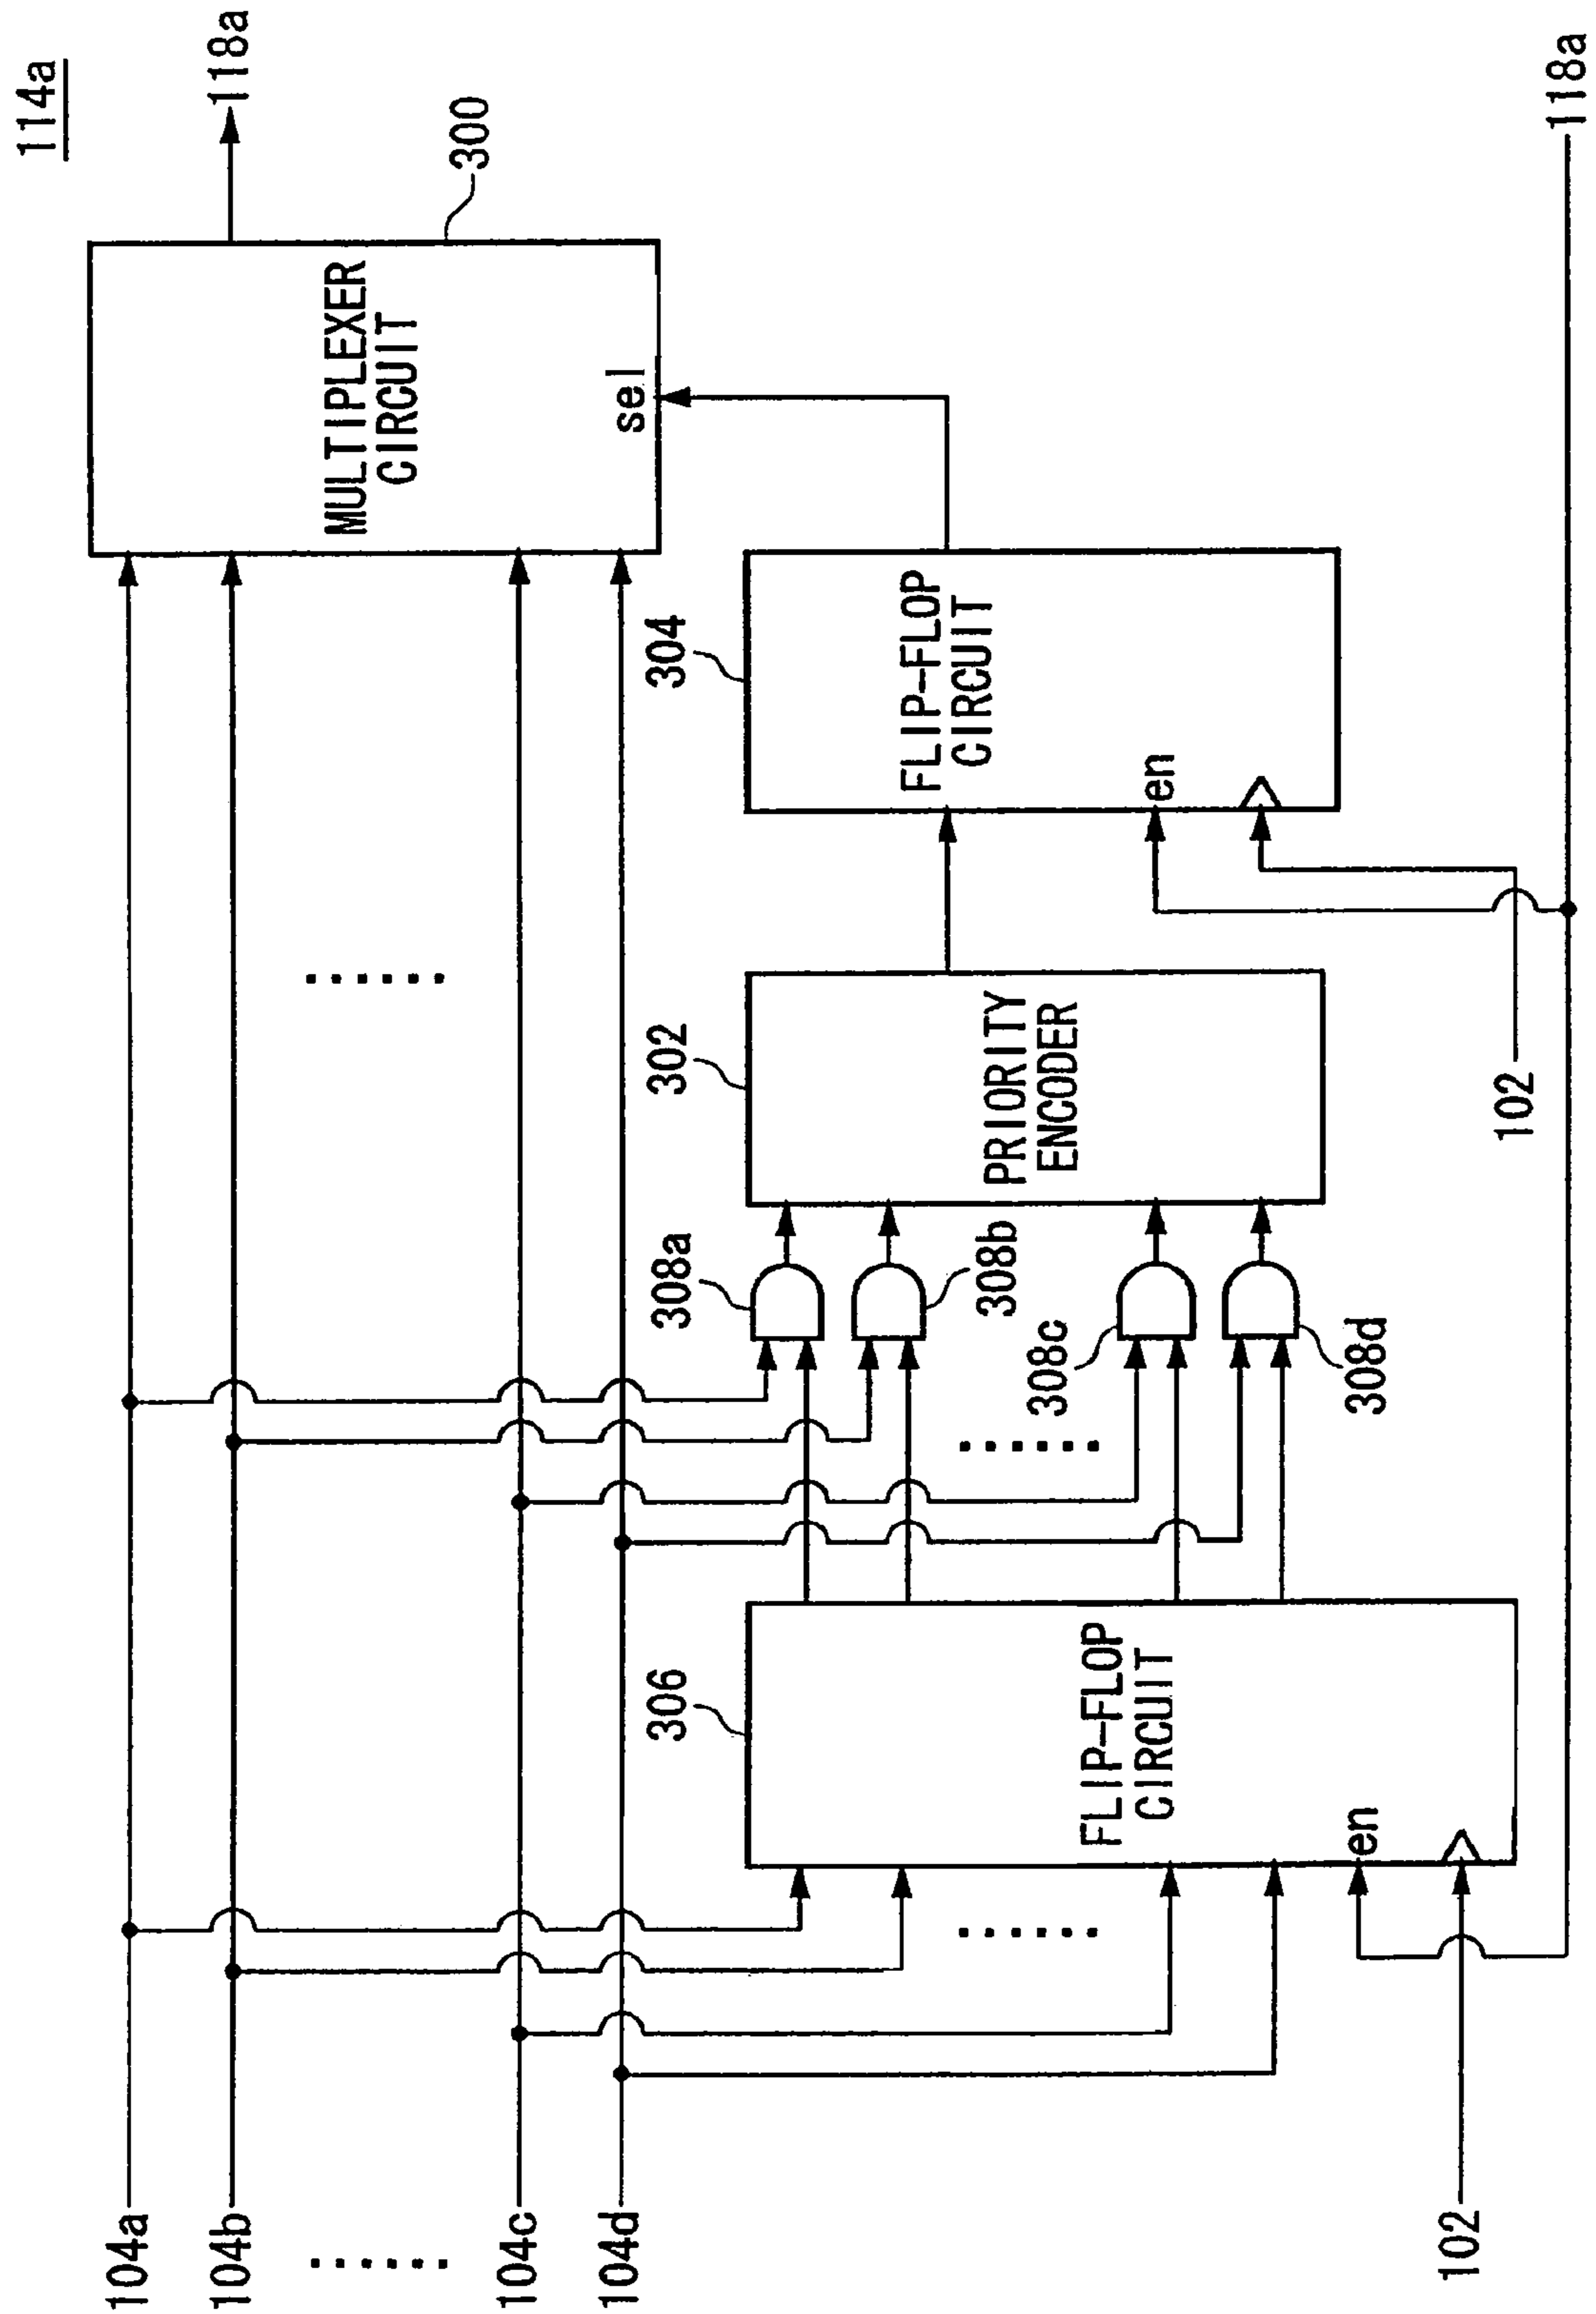 114a
104a
118a
104b
......
......
MULTIPLEXER
CIRCUIT
300
104c
104d
sel
306
308a
302
304
FLIP-FLOP
CIRCUIT
308b
......
......
308c
PRIORITY
ENCODER
FLIP-FLOP
CIRCUIT
308d
en
en
102
102
118a